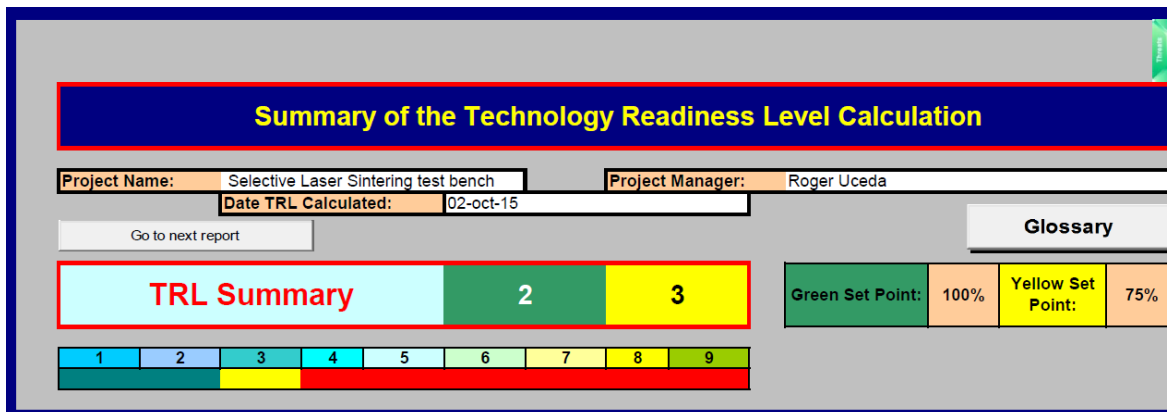 Threats
Summary of the Technology Readiness Level Calculation
Project Name: Selective Laser Sintering test bench Project Manager: Roger Uceda
Date TRL Calculated: 02-oct-15
Go to next report
Glossary
TRL Summary 2 3
Green Set Point: 100% Yellow Set Point: 75%
1 2 3 4 5 6 7 8 9